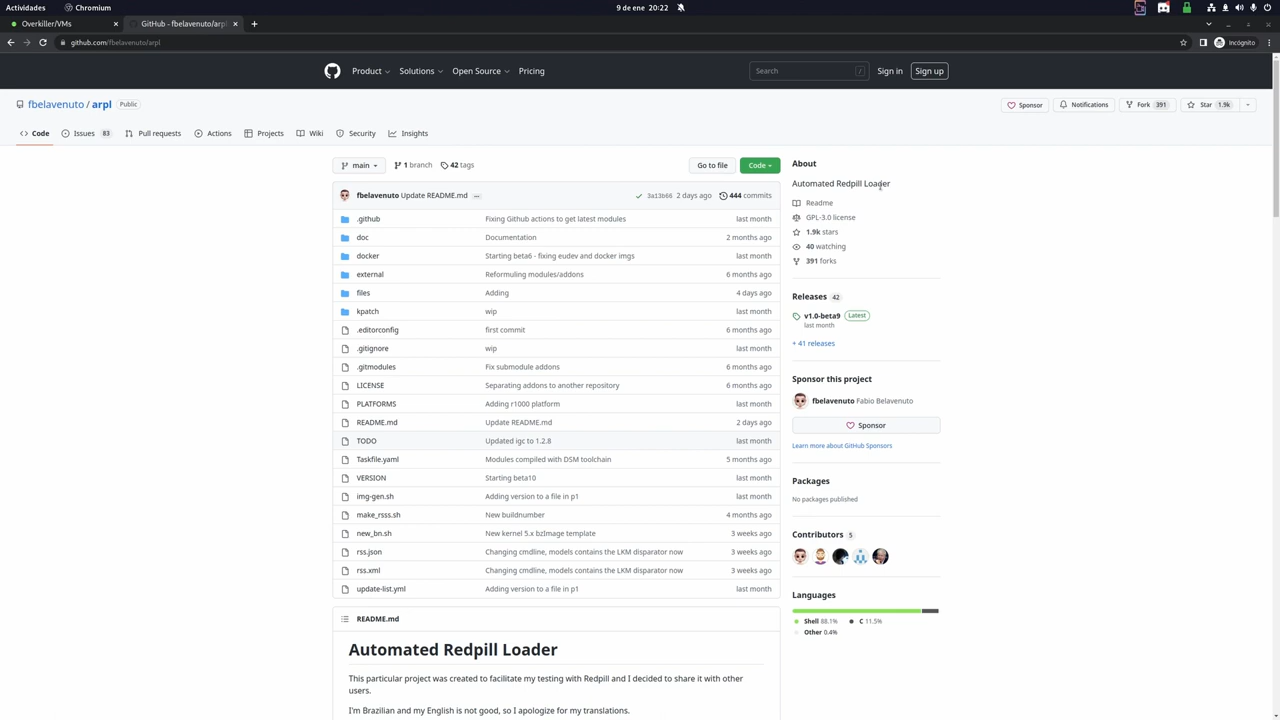 Actividades
Chromium
9 de ene 20:22
Overkiller/VMs
GitHub - fbelavenuto/arpl
github.com/fbelavenuto/arpl
Incógnito
Product
Solutions
Open Source
Pricing
Search /
Sign in
Sign up
fbelavenuto / arpl Public
Sponsor
Notifications
Fork 391
Star 1.9k
Code
Issues 83
Pull requests
Actions
Projects
Wiki
Security
Insights
main
1 branch
42 tags
Go to file
Code
fbelavenuto Update README.md ...
3a13b66 2 days ago
444 commits
.github Fixing Github actions to get latest modules last month
doc Documentation 2 months ago
docker Starting beta6 - fixing eudev and docker imgs last month
external Reformuling modules/addons 6 months ago
files Adding 4 days ago
kpatch wip last month
.editorconfig first commit 6 months ago
.gitignore wip last month
.gitmodules Fix submodule addons 6 months ago
LICENSE Separating addons to another repository 6 months ago
PLATFORMS Adding r1000 platform last month
README.md Update README.md 2 days ago
TODO Updated igc to 1.2.8 last month
Taskfile.yaml Modules compiled with DSM toolchain 5 months ago
VERSION Starting beta10 last month
img-gen.sh Adding version to a file in p1 last month
make_rsss.sh New buildnumber 4 months ago
new_bn.sh New kernel 5.x bzImage template 3 weeks ago
rss.json Changing cmdline, models contains the LKM disparator now 3 weeks ago
rss.xml Changing cmdline, models contains the LKM disparator now 3 weeks ago
update-list.yml Adding version to a file in p1 last month
README.md
Automated Redpill Loader
This particular project was created to facilitate my testing with Redpill and I decided to share it with other
users.
I'm Brazilian and my English is not good, so I apologize for my translations.
About
Automated Redpill Loader
Readme
GPL-3.0 license
1.9k stars
40 watching
391 forks
Releases 42
v1.0-beta9 Latest
last month
+ 41 releases
Sponsor this project
fbelavenuto Fabio Belavenuto
Sponsor
Learn more about GitHub Sponsors
Packages
No packages published
Contributors 5
Languages
Shell 88.1%
C 11.5%
Other 0.4%